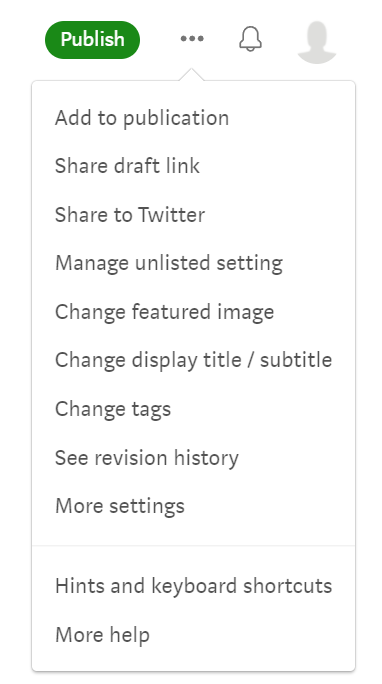 Publish
Add to publication
Share draft link
Share to Twitter
Manage unlisted setting
Change featured image
Change display title / subtitle
Change tags
See revision history
More settings
Hints and keyboard shortcuts
More help